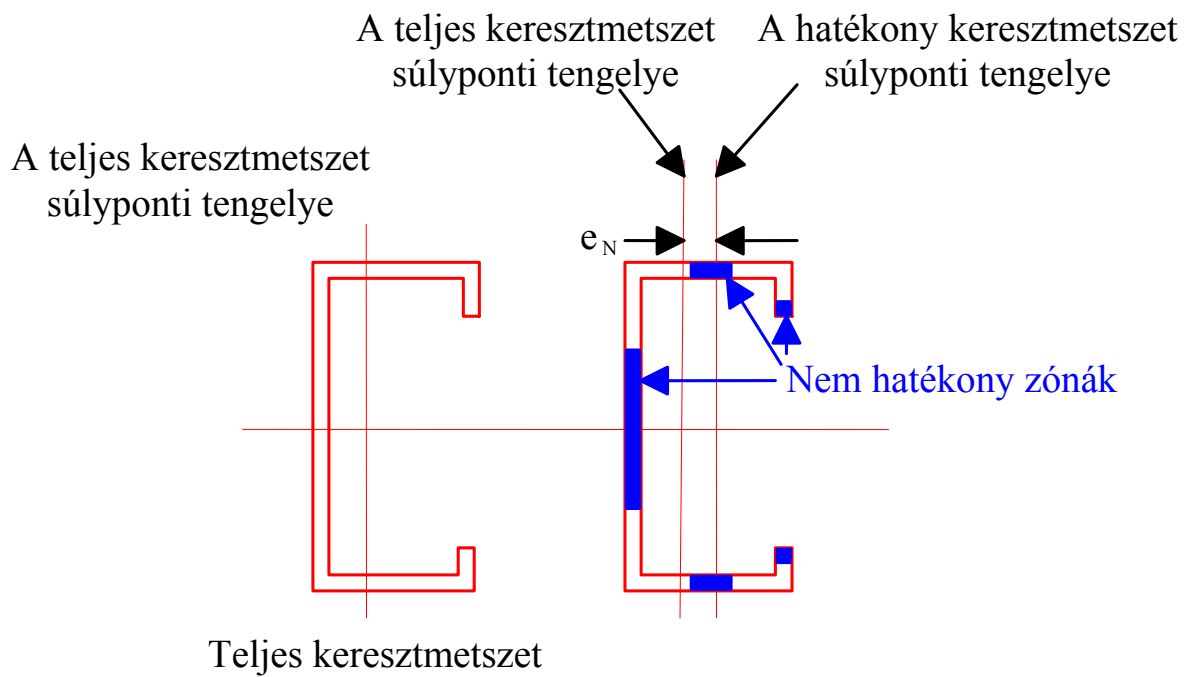 A teljes keresztmetszet
súlyponti tengelye
A hatékony keresztmetszet
súlyponti tengelye
A teljes keresztmetszet
súlyponti tengelye
e N
Nem hatékony zónák
Teljes keresztmetszet